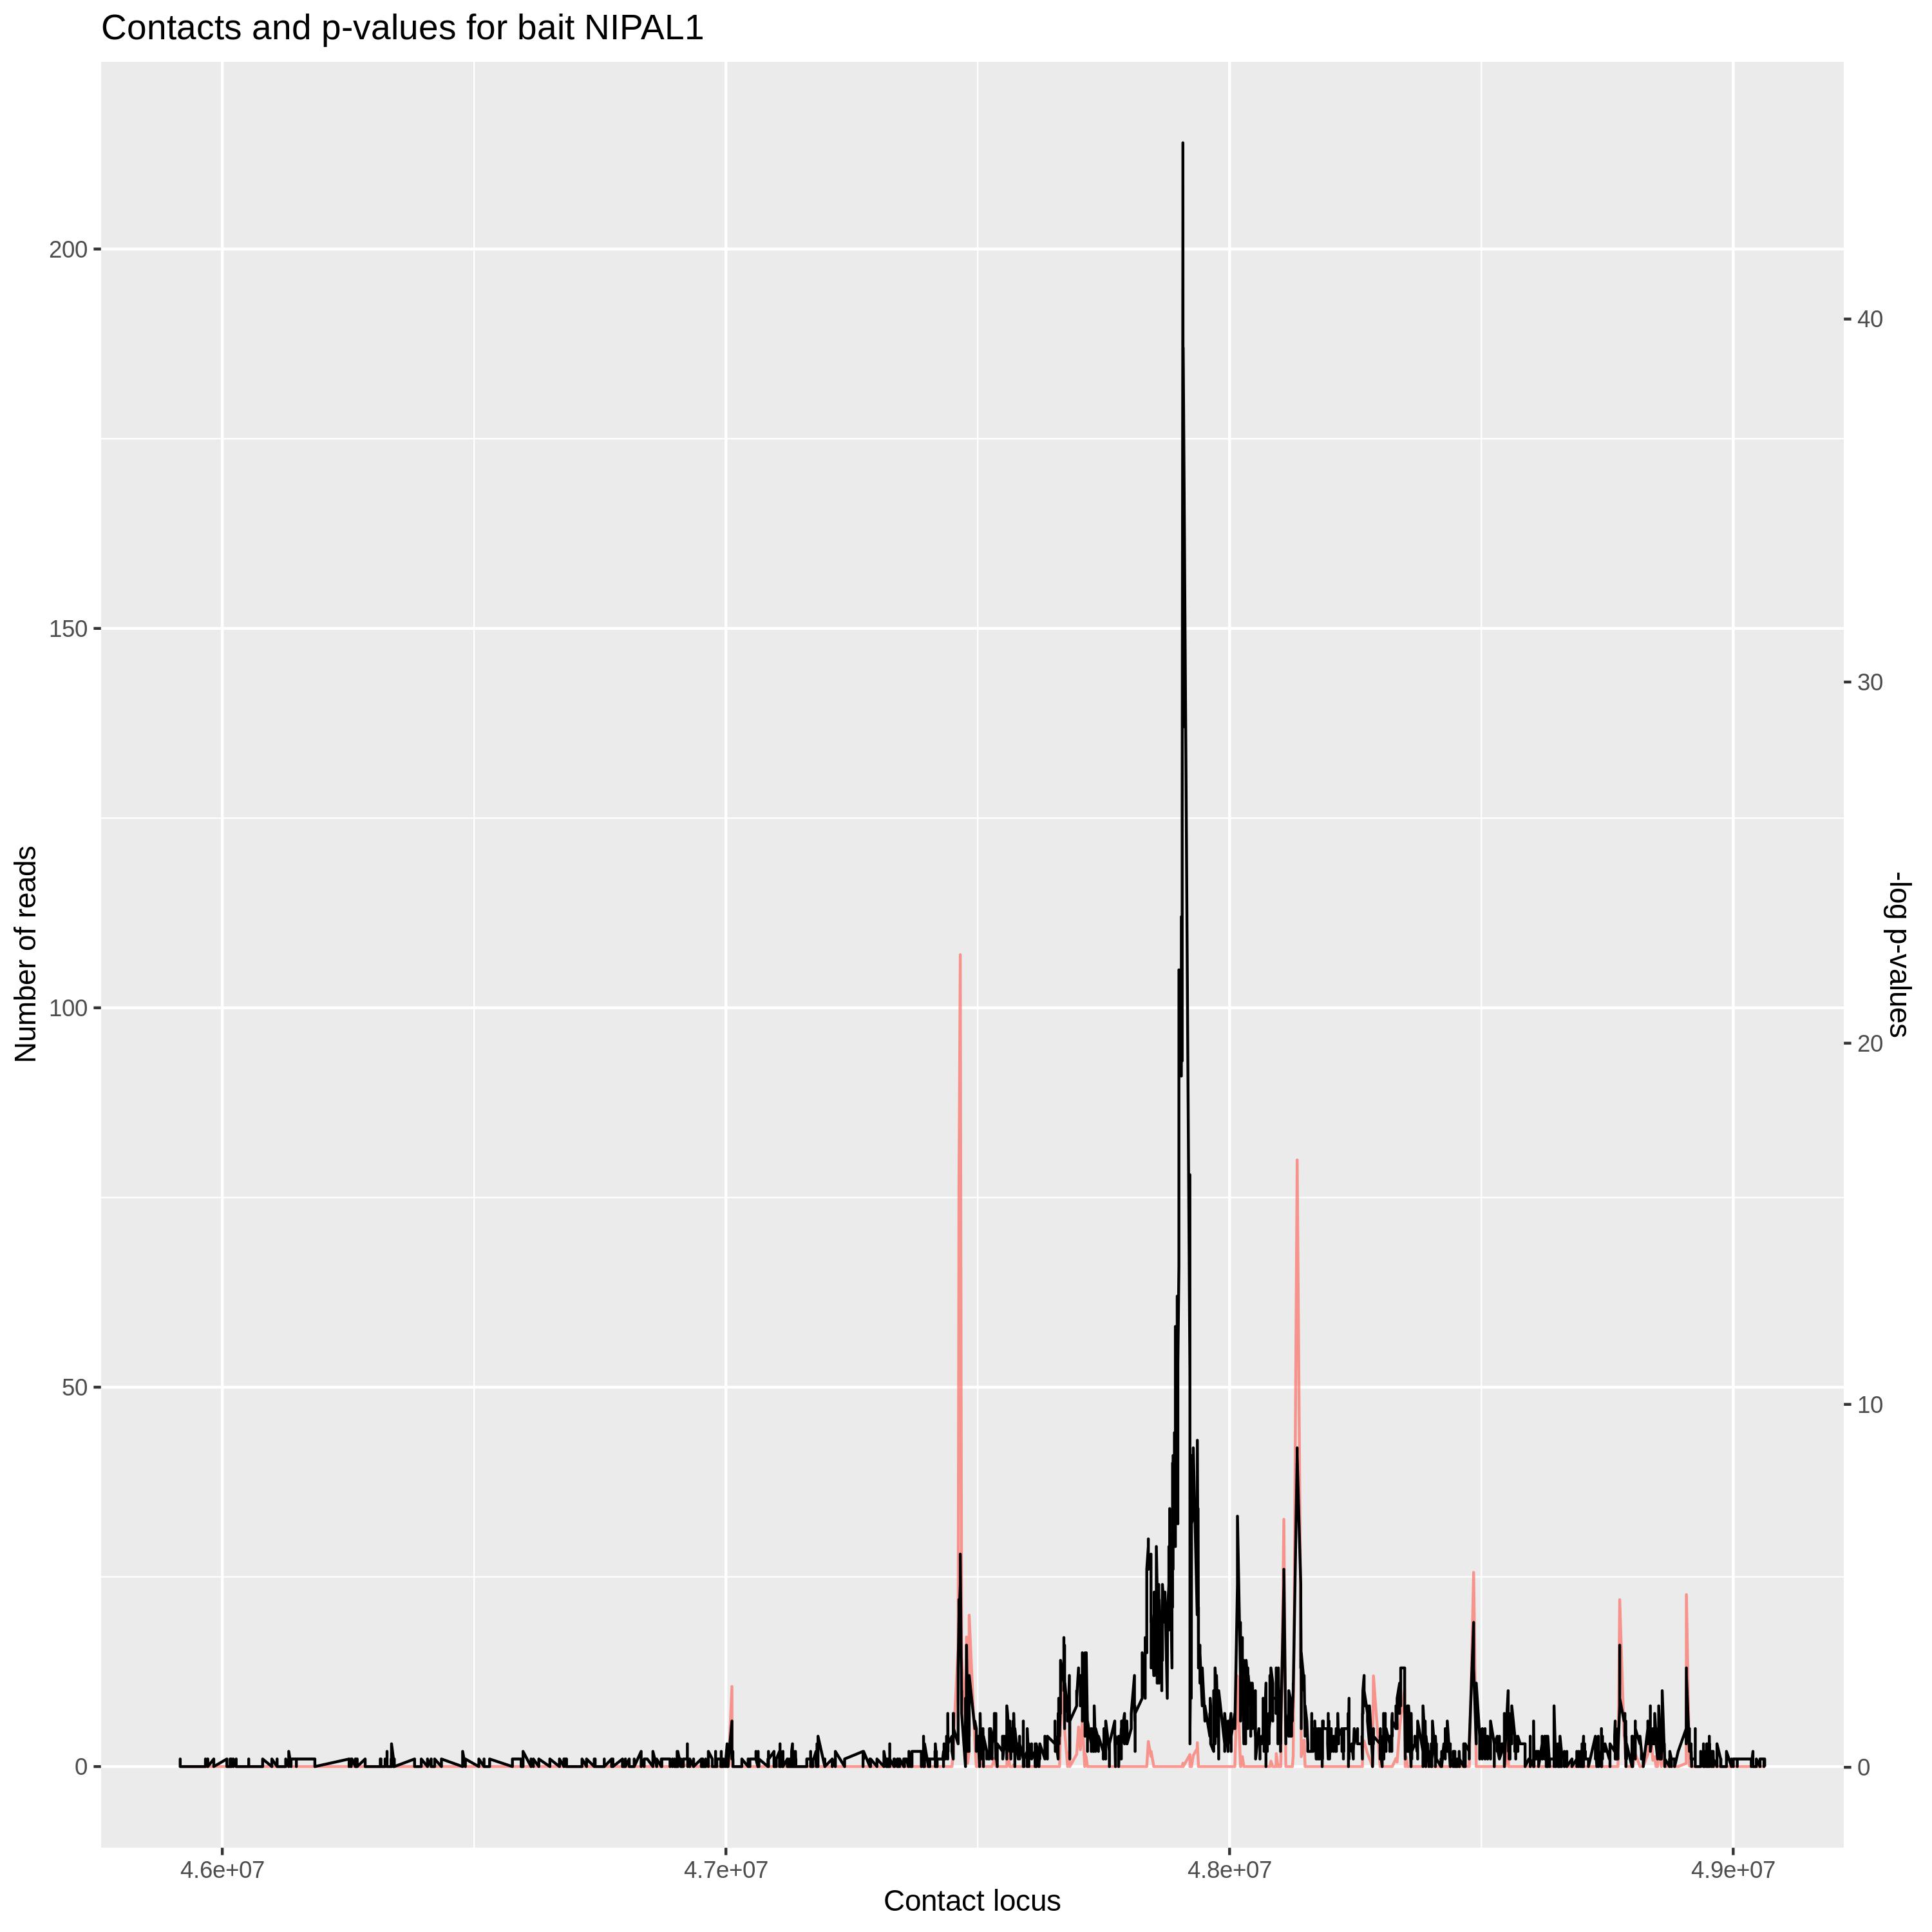 Contacts and p-values for bait NIPAL1
Number of reads
200
150
100
50
0
40
30
20
10
0
-log p-values
4.6e+07
4.7e+07
4.8e+07
4.9e+07
Contact locus